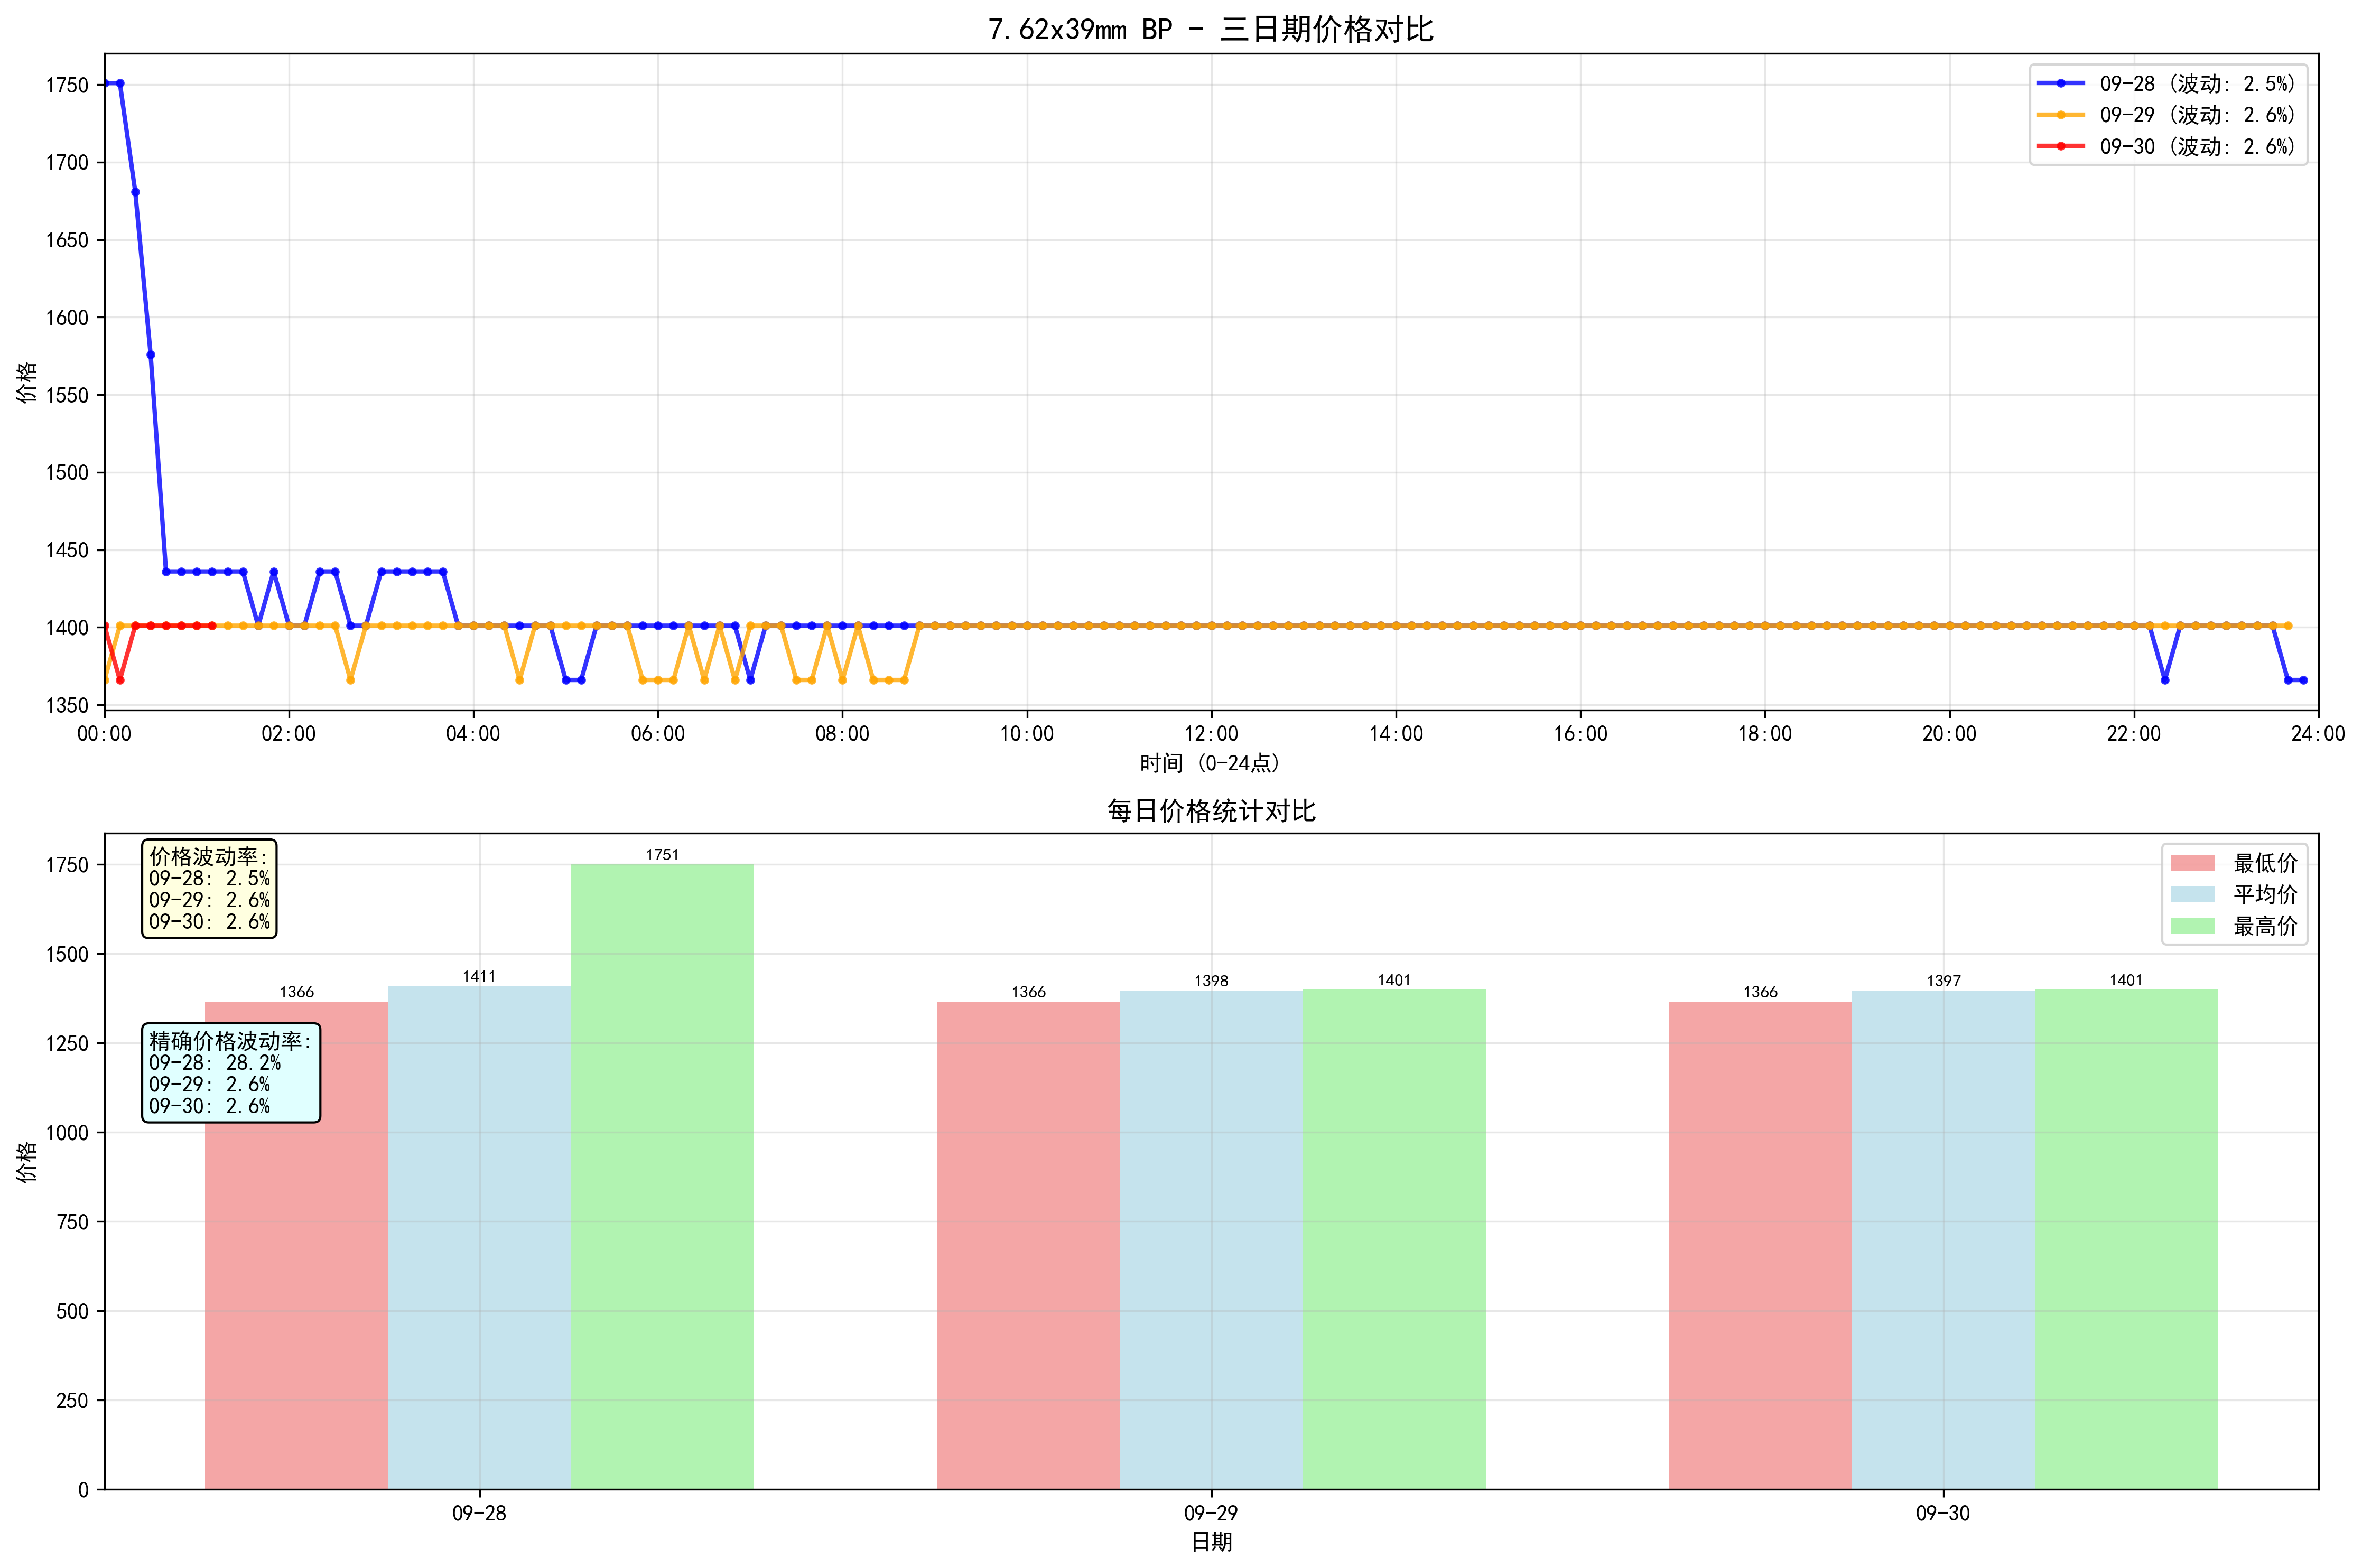 7.62x39mm BP - 三日期价格对比
价格
1750
1700
1650
1600
1550
1500
1450
1400
1350
09-28 (波动: 2.5%)
09-29 (波动: 2.6%)
09-30 (波动: 2.6%)
00:00 02:00 04:00 06:00 08:00 10:00 12:00 14:00 16:00 18:00 20:00 22:00 24:00
时间 (0-24点)
每日价格统计对比
价格
1750
1500
1250
1000
750
500
250
0
价格波动率:
09-28: 2.5%
09-29: 2.6%
09-30: 2.6%
精确价格波动率:
09-28: 28.2%
09-29: 2.6%
09-30: 2.6%
1366 1411 1751 1366 1398 1401 1366 1397 1401
最低价
平均价
最高价
09-28 09-29 09-30
日期